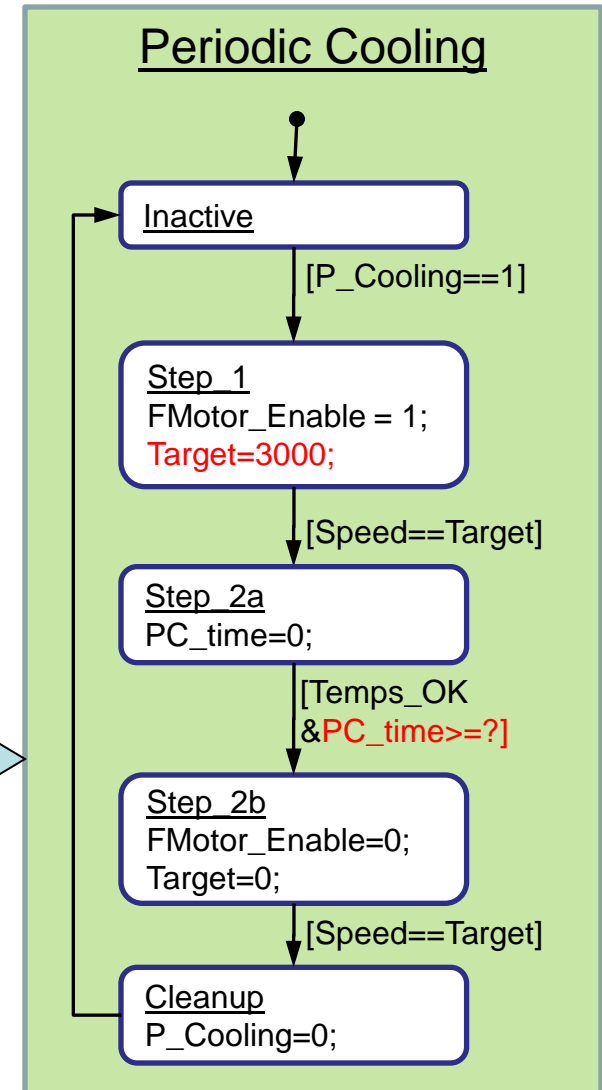 Periodic Cooling
Inactive
[P_Cooling==1]
Step_1
FMotor_Enable = 1;
Target=3000;
[Speed==Target]
Step_2a
PC_time=0;
[Temps_OK
&PC_time>=?]
Step_2b
FMotor_Enable=0;
Target=0;
[Speed==Target]
Cleanup
P_Cooling=0;